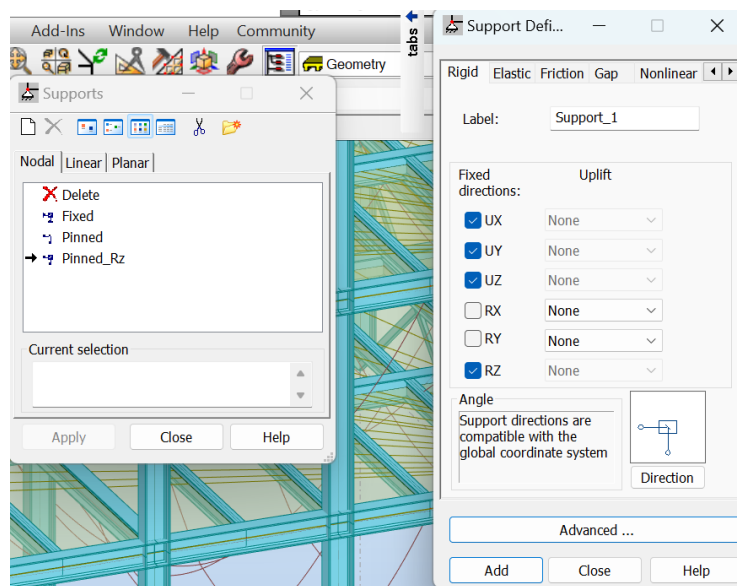 Add-Ins Window Help Community
tabs
Geometry
Supports
Nodal Linear Planar
Delete
Fixed
Pinned
Pinned_Rz
Current selection
Apply Close Help
Support Defi...
Rigid Elastic Friction Gap Nonlinear
Label: Support_1
Fixed directions: Uplift
UX None
UY None
UZ None
RX None
RY None
RZ None
Angle
Support directions are
compatible with the
global coordinate system
Direction
Advanced ...
Add Close Help